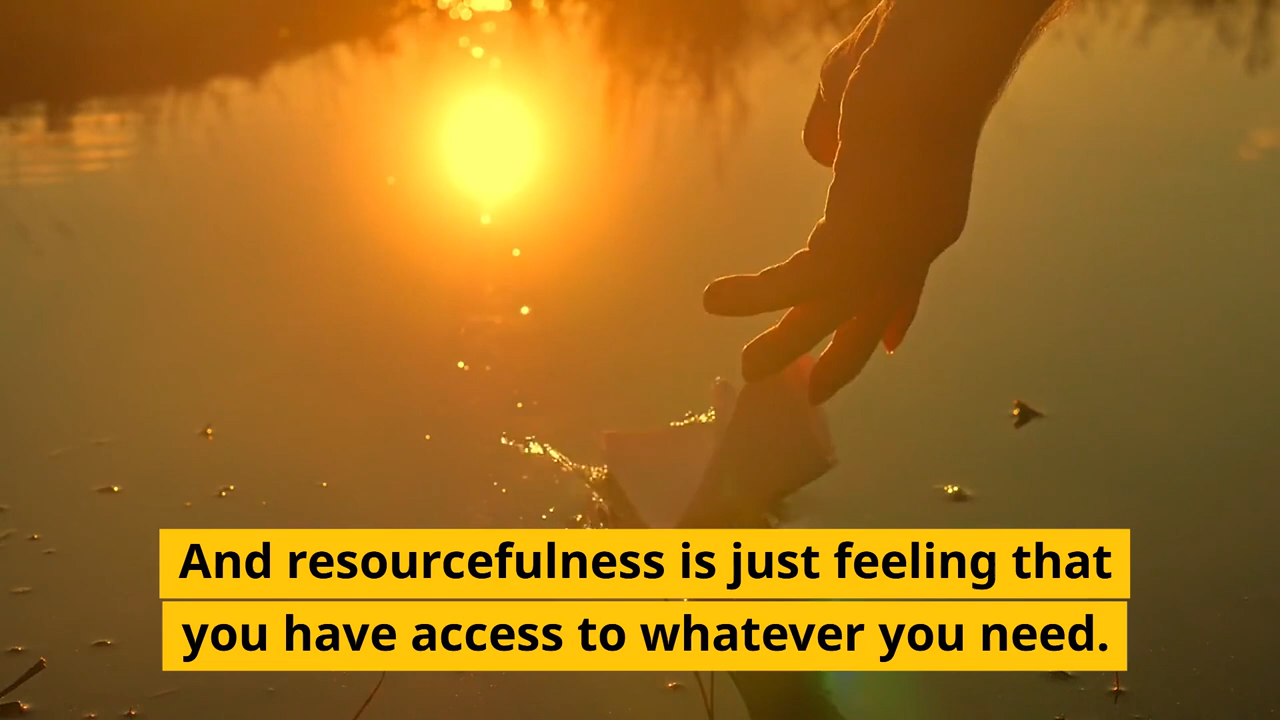 And resourcefulness is just feeling that
you have access to whatever you need.